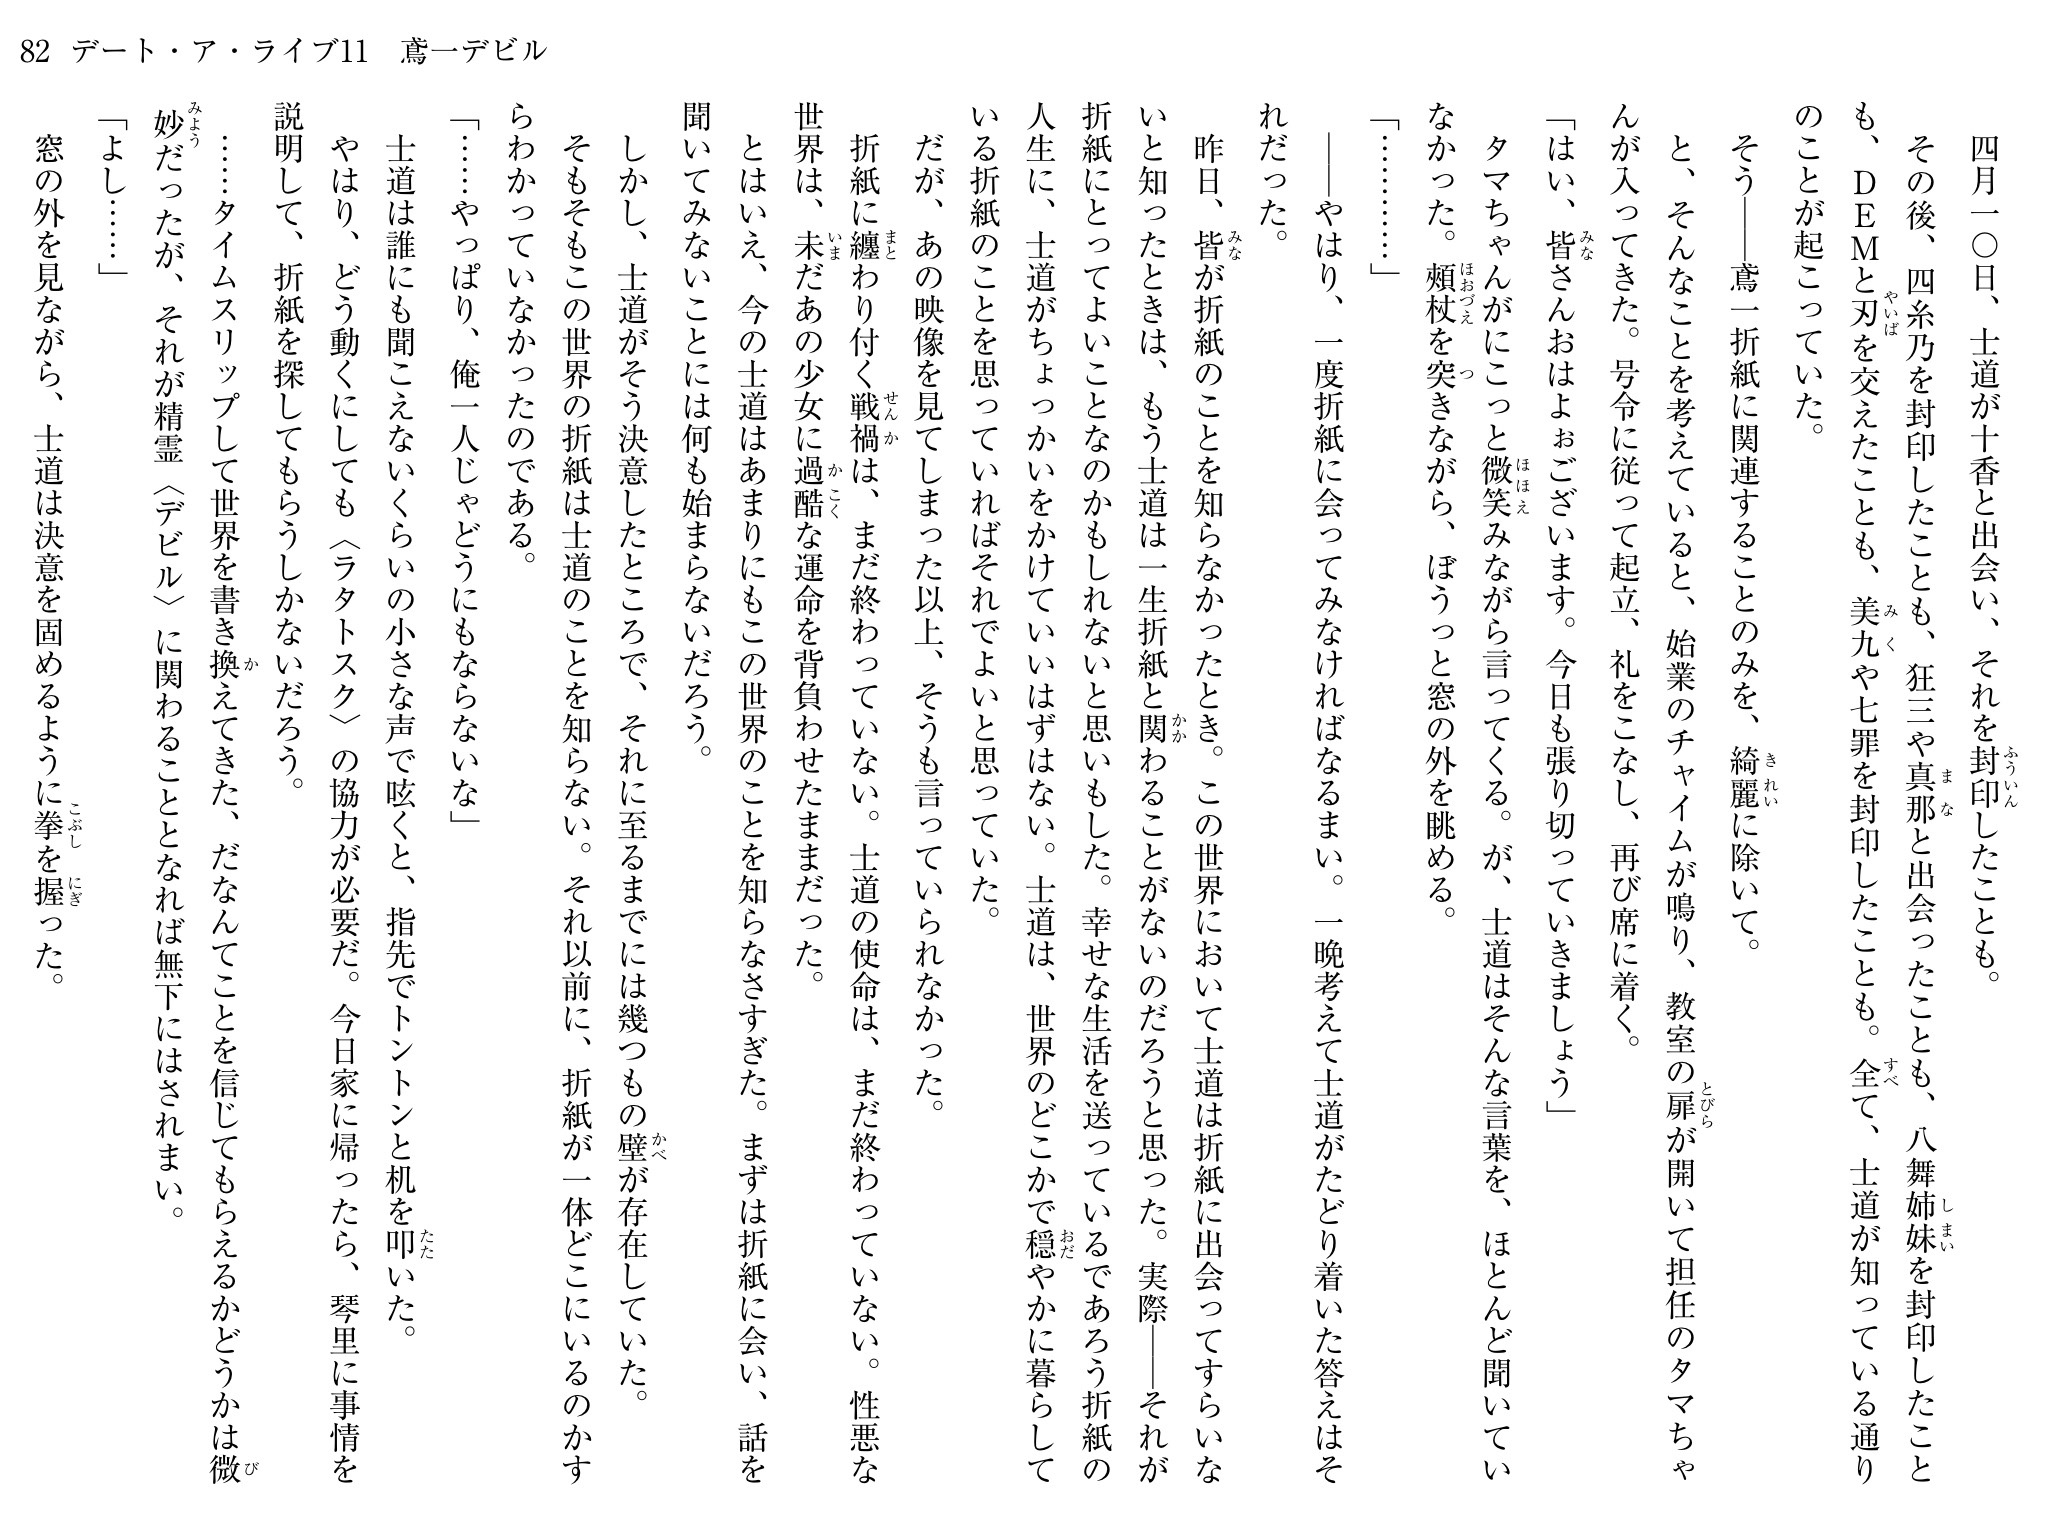 82 デート・ア・ライブ11　鳶一デビル
　四月一〇日、士道が十香と出会い、それを封印したことも。
　その後、四糸乃を封印したことも、狂三や真那と出会ったことも、八舞姉妹を封印したこと
も、DEMと刃を交えたことも、美九や七罪を封印したことも。全て、士道が知っている通り
のことが起こっていた。
　そう――鳶一折紙に関連することのみを、綺麗に除いて。
　と、そんなことを考えていると、始業のチャイムが鳴り、教室の扉が開いて担任のタマちゃ
んが入ってきた。号令に従って起立、礼をこなし、再び席に着く。
「はい、皆さんおはよぉございます。今日も張り切っていきましょう」
　タマちゃんがにこっと微笑みながら言ってくる。が、士道はそんな言葉を、ほとんど聞いてい
なかった。頰杖を突きながら、ぼうっと窓の外を眺める。
「…………」
　――やはり、一度折紙に会ってみなければなるまい。一晩考えて士道がたどり着いた答えはそ
れだった。
　昨日、皆が折紙のことを知らなかったとき。この世界において士道は折紙に出会ってすらいな
いと知ったときは、もう士道は一生折紙と関わることがないのだろうと思った。実際――それが
折紙にとってよいことなのかもしれないと思いもした。幸せな生活を送っているであろう折紙の
人生に、士道がちょっかいをかけていいはずはない。士道は、世界のどこかで穏やかに暮らして
いる折紙のことを思っていればそれでよいと思っていた。
　だが、あの映像を見てしまった以上、そうも言っていられなかった。
　折紙に纏わり付く戦禍は、まだ終わっていない。士道の使命は、まだ終わっていない。性悪な
世界は、未だあの少女に過酷な運命を背負わせたままだった。
　とはいえ、今の士道はあまりにもこの世界のことを知らなさすぎた。まずは折紙に会い、話を
聞いてみないことには何も始まらないだろう。
　しかし、士道がそう決意したところで、それに至るまでには幾つもの壁が存在していた。
　そもそもこの世界の折紙は士道のことを知らない。それ以前に、折紙が一体どこにいるのかす
らわかっていなかったのである。
「……やっぱり、俺一人じゃどうにもならないな」
　士道は誰にも聞こえないくらいの小さな声で呟くと、指先でトントンと机を叩いた。
　やはり、どう動くにしても〈ラタトスク〉の協力が必要だ。今日家に帰ったら、琴里に事情を
説明して、折紙を探してもらうしかないだろう。
　……タイムスリップして世界を書き換えてきた、だなんてことを信じてもらえるかどうかは微
妙だったが、それが精霊〈デビル〉に関わることとなれば無下にはされまい。
「よし……」
　窓の外を見ながら、士道は決意を固めるように拳を握った。